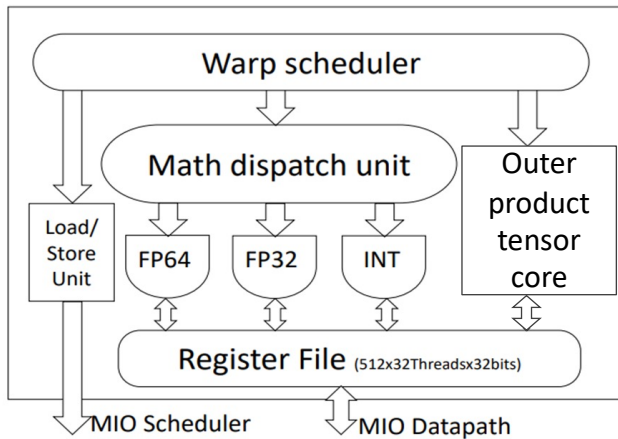 Warp scheduler
Math dispatch unit
Outer
product
tensor
core
Load/
Store
Unit
FP64
FP32
INT
Register File (512x32Threadsx32bits)
MIO Scheduler
MIO Datapath